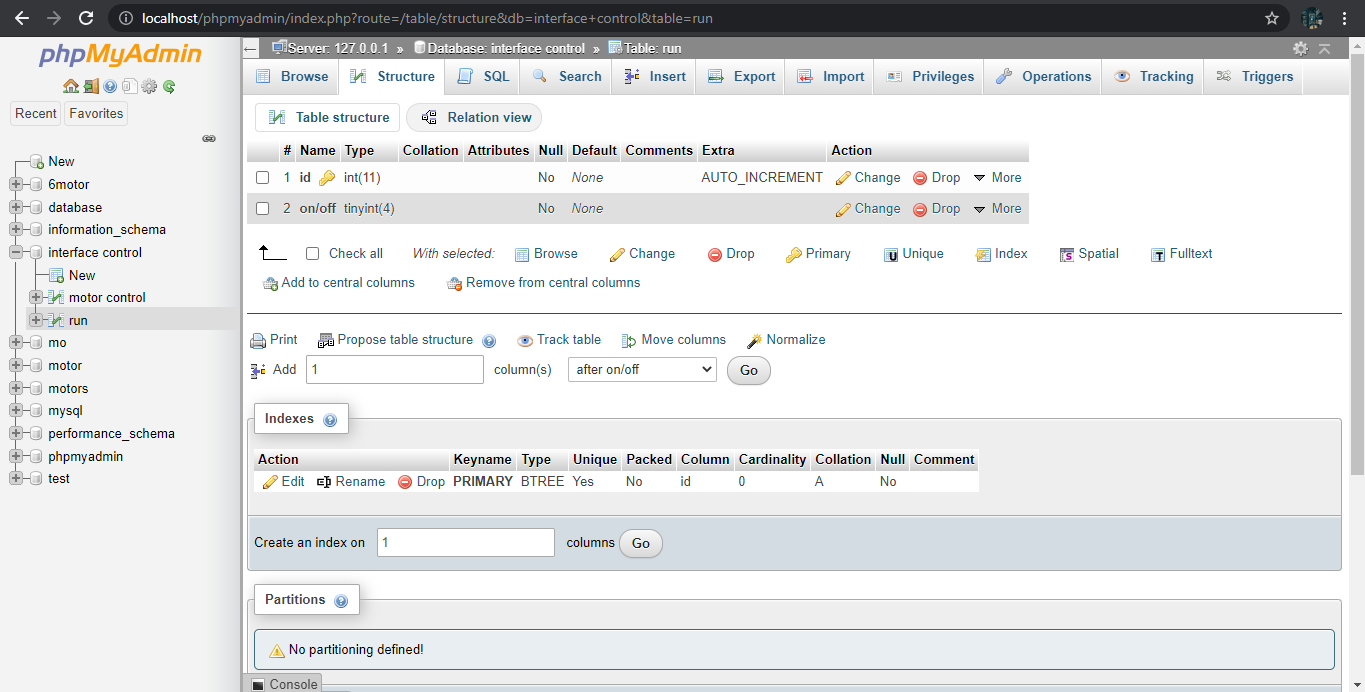 localhost/phpmyadmin/index.php?route=/table/structure&db=interface+control&table=run
phpMyAdmin
Recent Favorites
New
6motor
database
information_schema
interface control
New
motor control
run
mo
motor
motors
mysql
performance_schema
phpmyadmin
test
Server: 127.0.0.1 » Database: interface control » Table: run
Browse Structure SQL Search Insert Export Import Privileges Operations Tracking Triggers
Table structure Relation view
# Name Type Collation Attributes Null Default Comments Extra Action
1 id int(11) No None AUTO_INCREMENT Change Drop More
2 on/off tinyint(4) No None Change Drop More
Check all With selected: Browse Change Drop Primary Unique Index Spatial Fulltext
Add to central columns Remove from central columns
Print Propose table structure Track table Move columns Normalize
Add 1 column(s) after on/off Go
Indexes
Action Keyname Type Unique Packed Column Cardinality Collation Null Comment
Edit Rename Drop PRIMARY BTREE Yes No id 0 A No
Create an index on 1 columns Go
Partitions
No partitioning defined!
Console